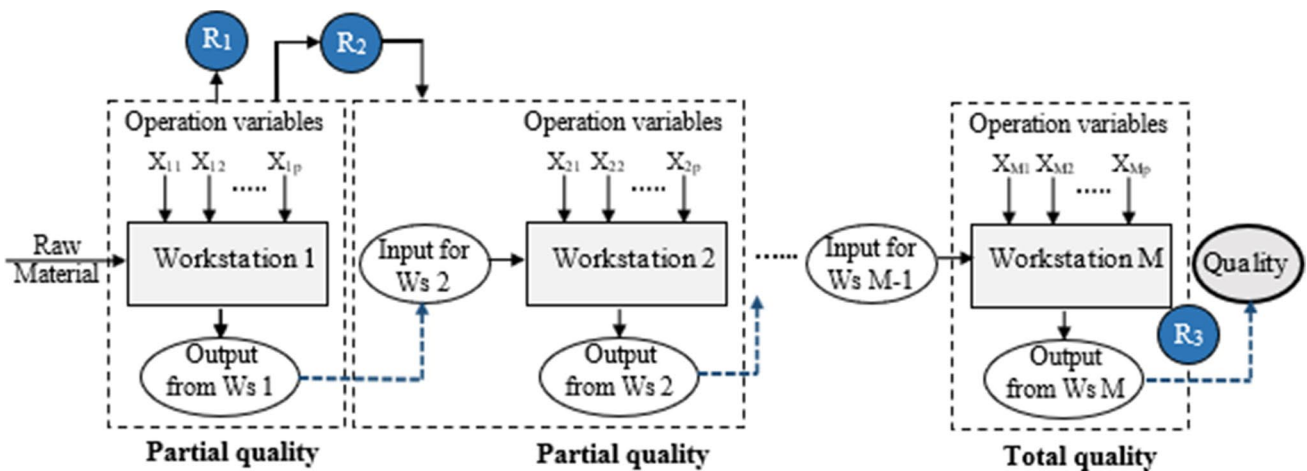 R1
R2
Operation variables
Operation variables
Operation variables
X11 X12 ..... X1p
X21 X22 ..... X2p
XM1 XM2 ..... XMp
Raw
Material
Workstation 1
Input for
Ws 2
Workstation 2
......
Input for
Ws M-1
Workstation M
Quality
Output
from Ws 1
Output
from Ws 2
R3
Output
from Ws M
Partial quality
Partial quality
Total quality